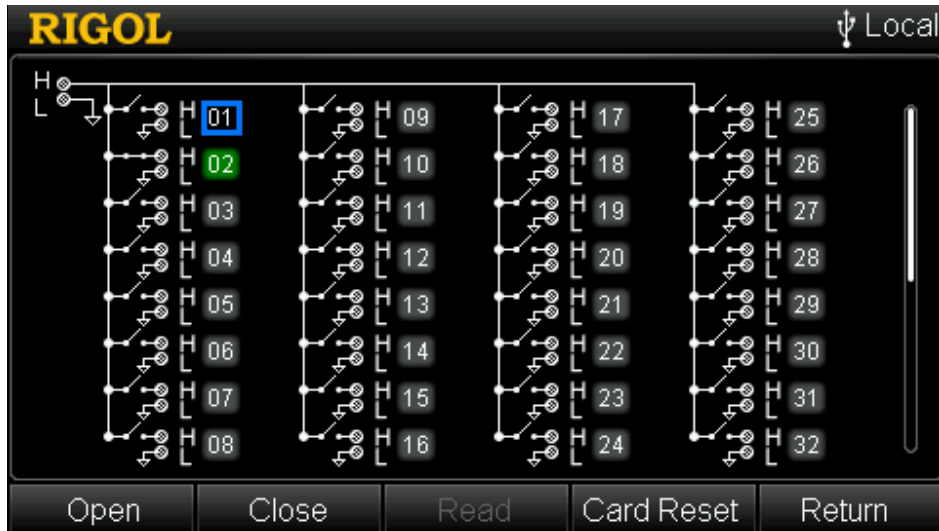 RIGOL Local
H
L
H 01 H 09 H 17 H 25
L L L L
H 02 H 10 H 18 H 26
L L L L
H 03 H 11 H 19 H 27
L L L L
H 04 H 12 H 20 H 28
L L L L
H 05 H 13 H 21 H 29
L L L L
H 06 H 14 H 22 H 30
L L L L
H 07 H 15 H 23 H 31
L L L L
H 08 H 16 H 24 H 32
L L L L
Open Close Read Card Reset Return